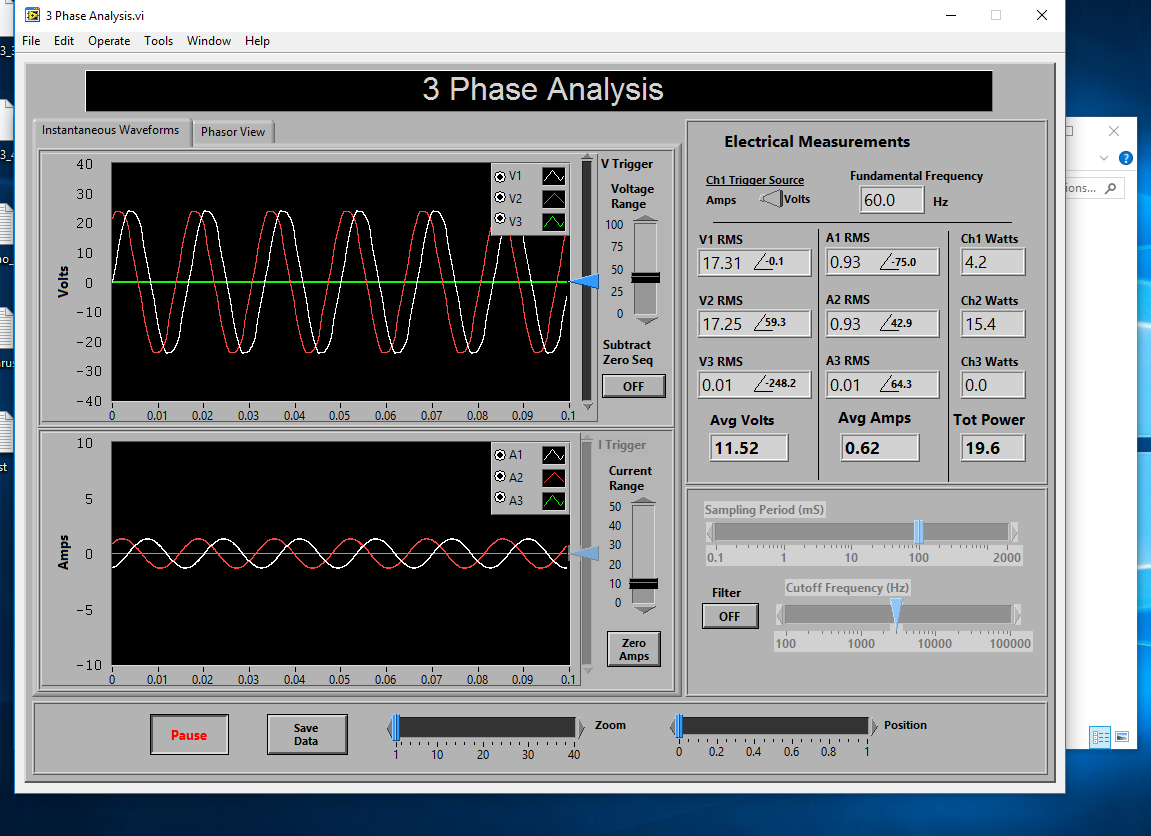 3 Phase Analysis.vi
File Edit Operate Tools Window Help
3 Phase Analysis
Instantaneous Waveforms Phasor View
40
30
20
10
0
-10
-20
-30
-40
Volts
V1
V2
V3
0 0.01 0.02 0.03 0.04 0.05 0.06 0.07 0.08 0.09 0.1
V Trigger
Voltage
Range
100
75
50
25
0
Subtract
Zero Seq
OFF
10
5
0
-5
-10
Amps
A1
A2
A3
0 0.01 0.02 0.03 0.04 0.05 0.06 0.07 0.08 0.09 0.1
I Trigger
Current
Range
50
40
30
20
10
0
Zero
Amps
Electrical Measurements
Ch1 Trigger Source
Amps Volts
Fundamental Frequency
60.0 Hz
V1 RMS A1 RMS Ch1 Watts
17.31 -0.1 0.93 -75.0 4.2
V2 RMS A2 RMS Ch2 Watts
17.25 59.3 0.93 42.9 15.4
V3 RMS A3 RMS Ch3 Watts
0.01 -248.2 0.01 64.3 0.0
Avg Volts Avg Amps Tot Power
11.52 0.62 19.6
Sampling Period (mS)
0.1 1 10 100 2000
Filter
OFF
Cutoff Frequency (Hz)
100 1000 10000 100000
Pause
Save
Data
Zoom
1 10 20 30 40
Position
0 0.2 0.4 0.6 0.8 1
ions...